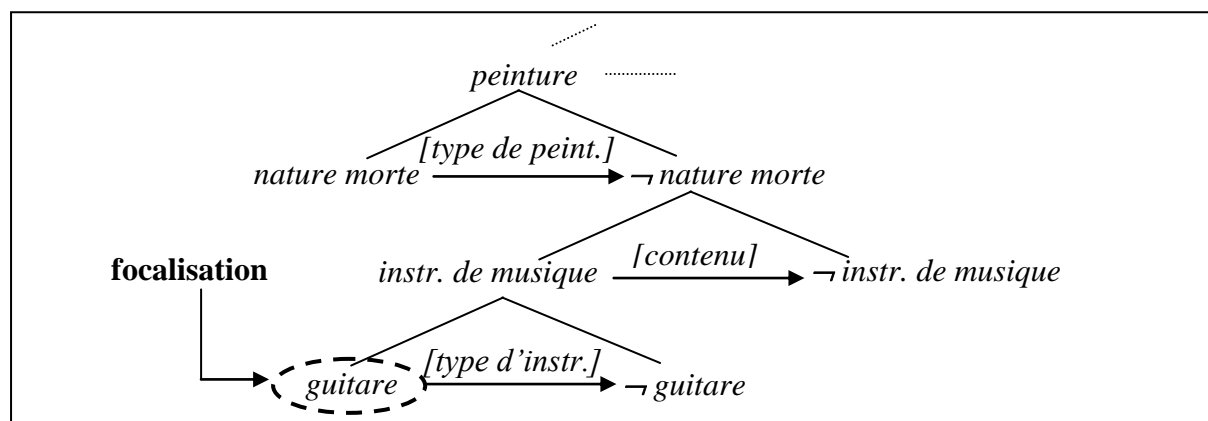 peinture
[type de peint.]
nature morte ¬ nature morte
focalisation instr. de musique [contenu] ¬ instr. de musique
guitare [type d'instr.] ¬ guitare